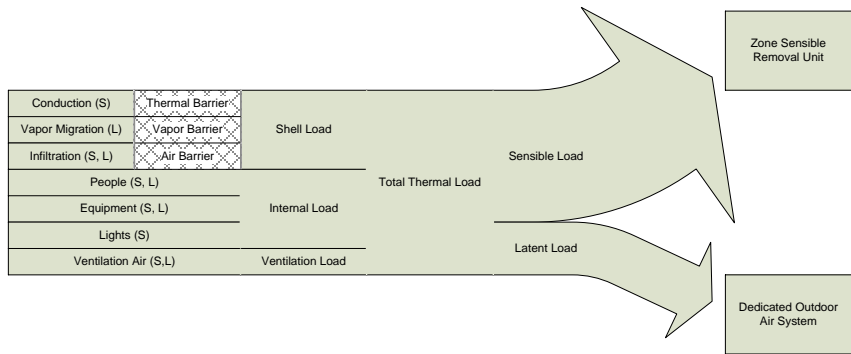 Zone Sensible
Removal Unit
Conduction (S)
Thermal Barrier
Vapor Migration (L)
Vapor Barrier
Shell Load
Infiltration (S, L)
Air Barrier
Sensible Load
People (S, L)
Total Thermal Load
Equipment (S, L)
Internal Load
Lights (S)
Latent Load
Ventilation Air (S,L)
Ventilation Load
Dedicated Outdoor
Air System